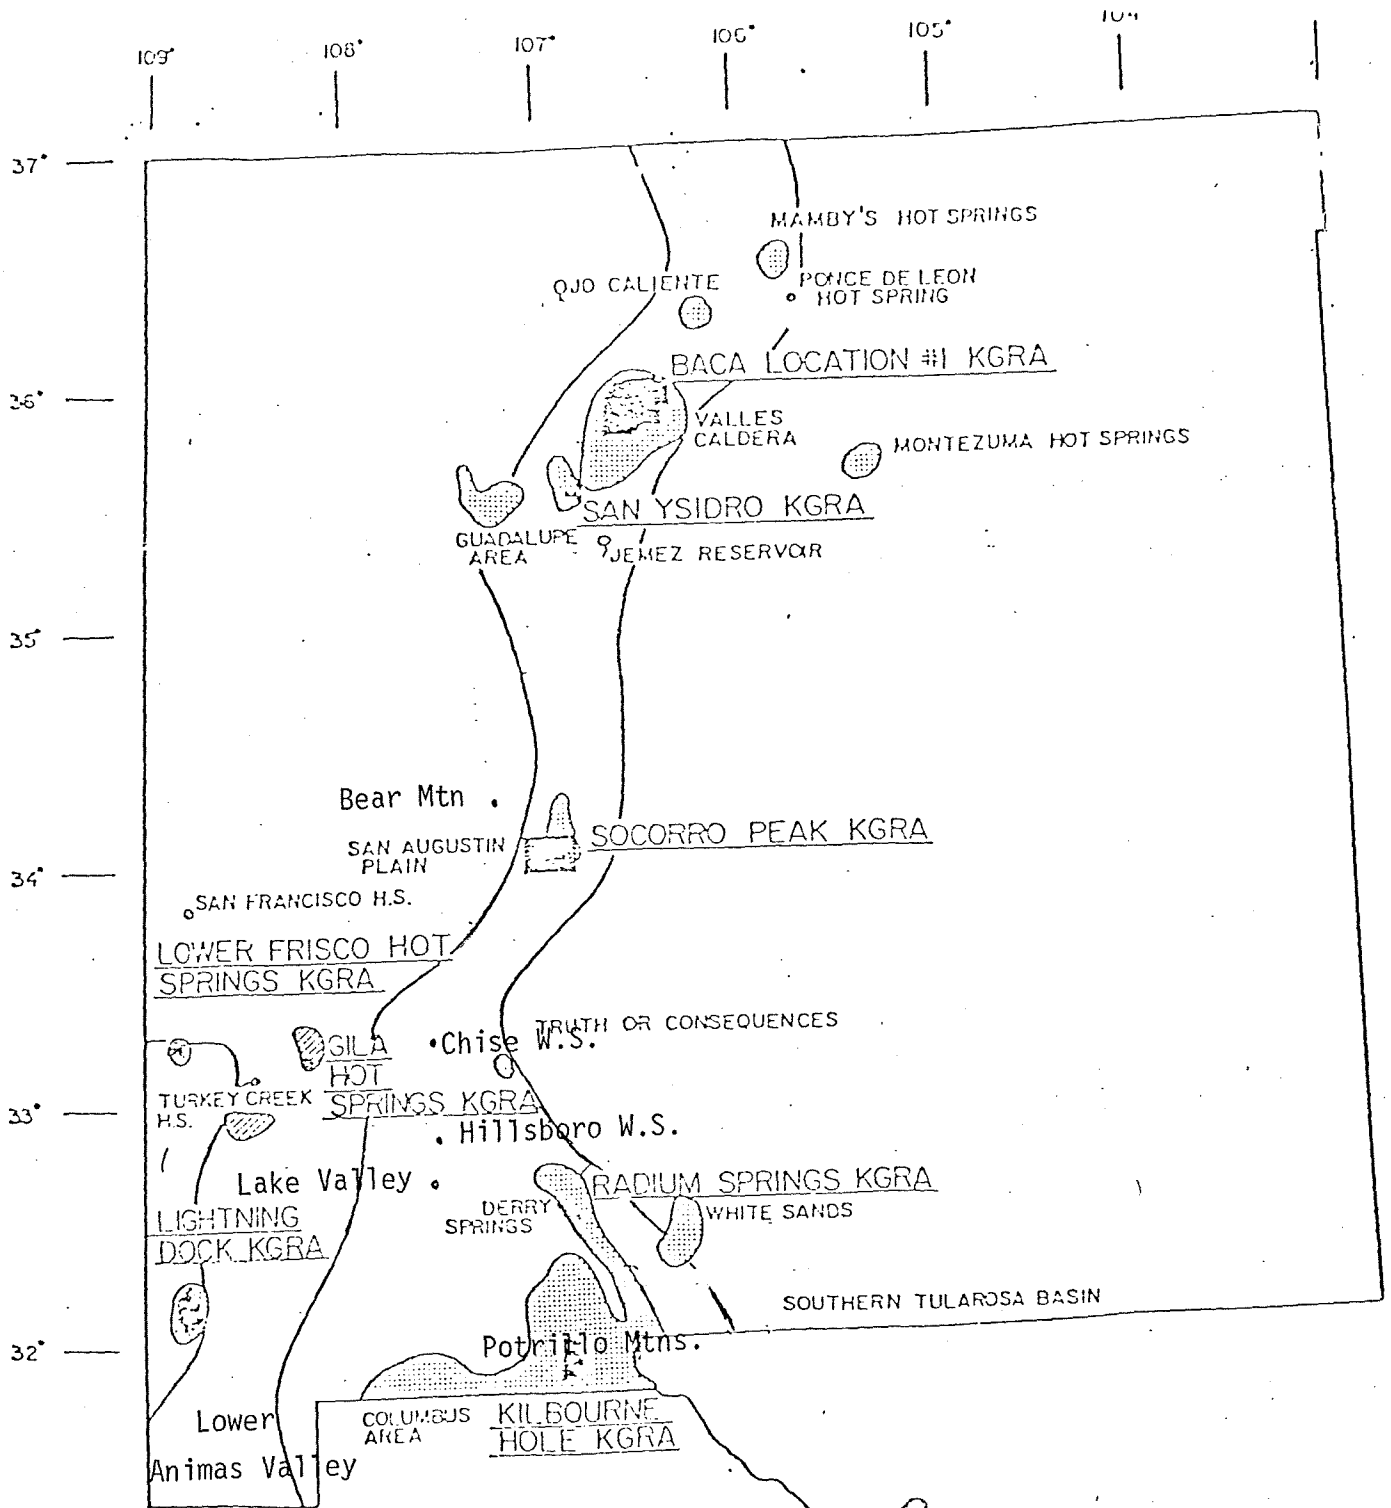 109°
108°
107°
106°
105°
104
37°
MAMBY'S HOT SPRINGS
OJO CALIENTE
PONCE DE LEON
HOT SPRING
BACA LOCATION #1 KGRA
36°
VALLES
CALDERA
MONTEZUMA HOT SPRINGS
SAN YSIDRO KGRA
GUADALUPE
AREA
JEMEZ RESERVOIR
35°
Bear Mtn
SAN AUGUSTIN
PLAIN
SOCORRO PEAK KGRA
34°
SAN FRANCISCO H.S.
LOWER FRISCO HOT
SPRINGS KGRA
TRUTH OR CONSEQUENCES
Chise W.S.
GILA
HOT
SPRINGS KGRA
TURKEY CREEK
H.S.
33°
Hillsboro W.S.
Lake Valley
RADIUM SPRINGS KGRA
DERRY
SPRINGS
WHITE SANDS
LIGHTNING
DOCK KGRA
SOUTHERN TULAROSA BASIN
32°
Potrillo Mtns.
Lower
Animas Valley
COLUMBUS
AREA
KILBOURNE
HOLE KGRA